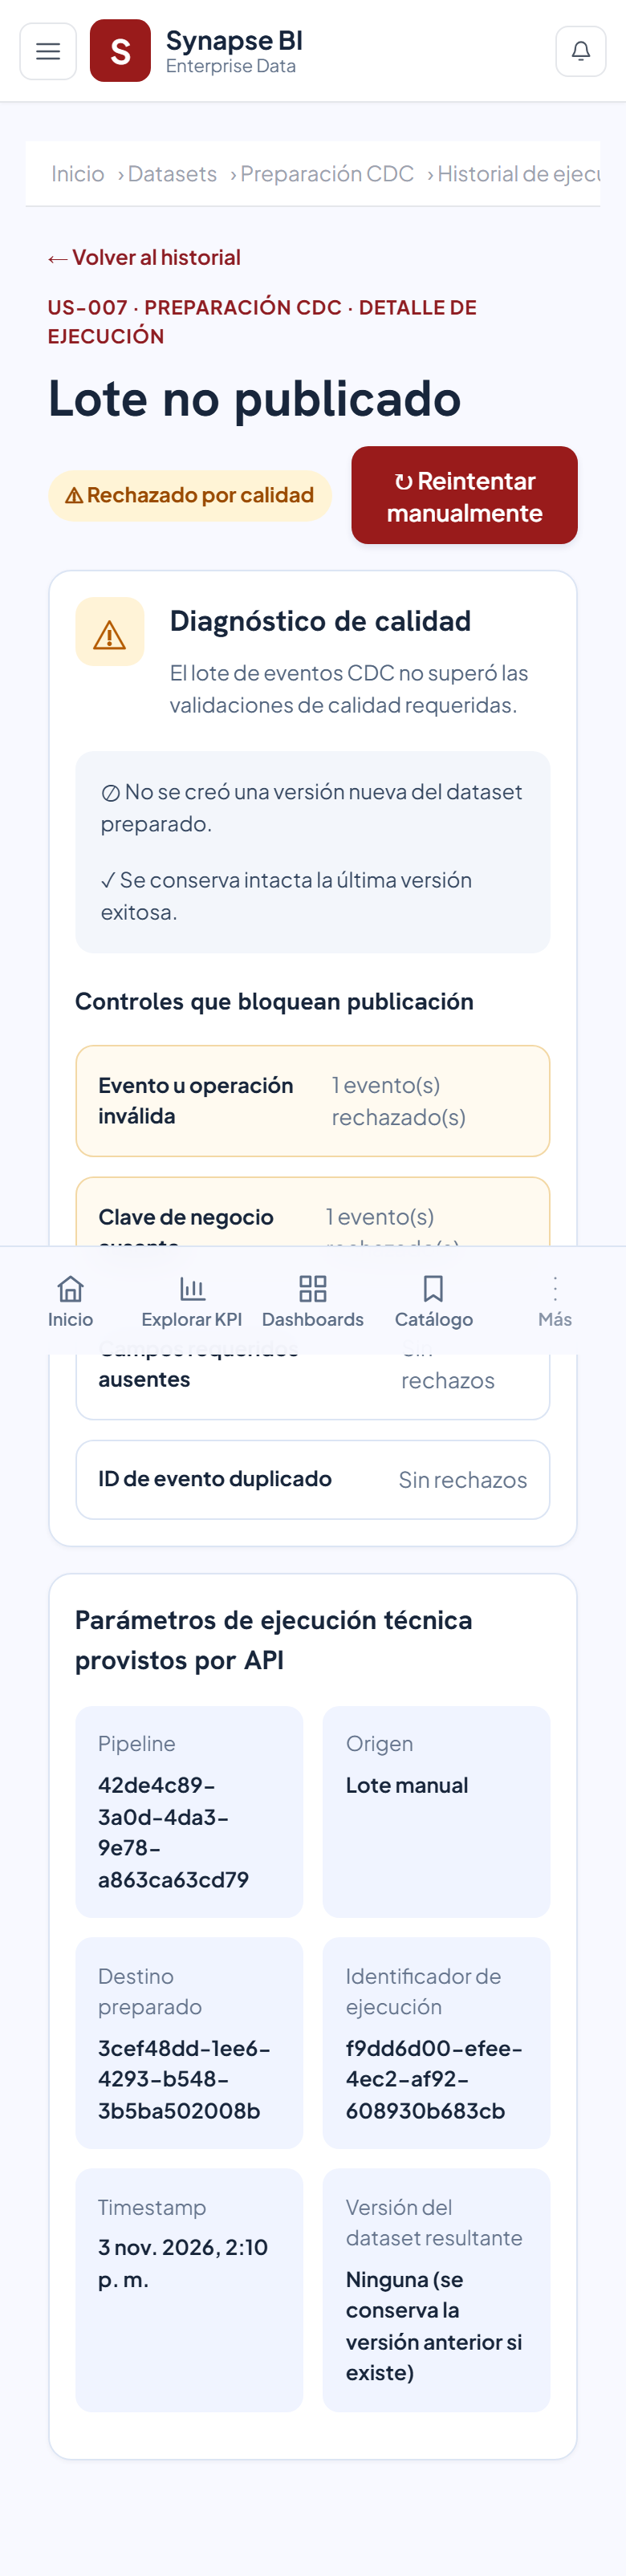 S
Synapse BI
Enterprise Data
Inicio › Datasets › Preparación CDC › Historial de ejecu
← Volver al historial
US-007 · PREPARACIÓN CDC · DETALLE DE
EJECUCIÓN
Lote no publicado
⚠ Rechazado por calidad
↻ Reintentar
manualmente
Diagnóstico de calidad
El lote de eventos CDC no superó las
validaciones de calidad requeridas.
⊘ No se creó una versión nueva del dataset
preparado.
✓ Se conserva intacta la última versión
exitosa.
Controles que bloquean publicación
Evento u operación
inválida
1 evento(s)
rechazado(s)
Clave de negocio
ausente
1 evento(s)
rechazado(s)
Inicio
Explorar KPI
Dashboards
Catálogo
Más
Campos requeridos
ausentes
Sin
rechazos
ID de evento duplicado
Sin rechazos
Parámetros de ejecución técnica
provistos por API
Pipeline
42de4c89-
3a0d-4da3-
9e78-
a863ca63cd79
Origen
Lote manual
Destino
preparado
3cef48dd-1ee6-
4293-b548-
3b5ba502008b
Identificador de
ejecución
f9dd6d00-efee-
4ec2-af92-
608930b683cb
Timestamp
3 nov. 2026, 2:10
p. m.
Versión del
dataset resultante
Ninguna (se
conserva la
versión anterior si
existe)